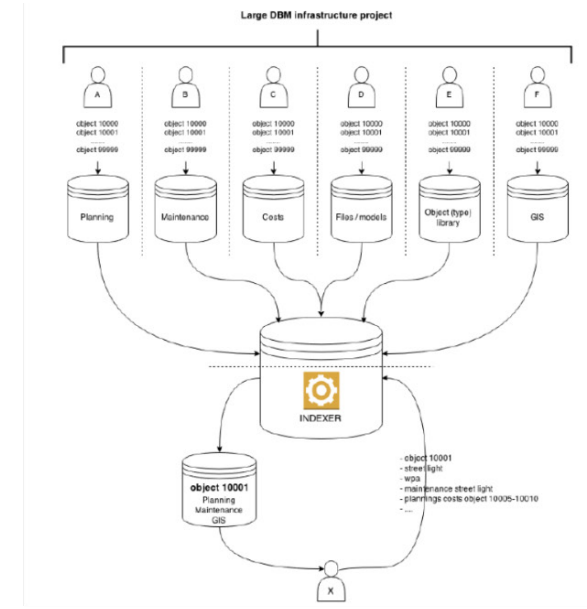 Large DBM infrastructure project
A
B
C
D
E
F
object 10000
object 10001
......
object 99999
object 10000
object 10001
......
object 99999
object 10000
object 10001
......
object 99999
object 10000
object 10001
......
object 99999
object 10000
object 10001
......
object 99999
object 10000
object 10001
......
object 99999
Planning
Maintenance
Costs
Files / models
Object (type)
library
GIS
INDEXER
object 10001
Planning
Maintenance
GIS
- object 10001
- street light
- wpa
- maintenance street light
- plannings costs object 10005-10010
- ....
X